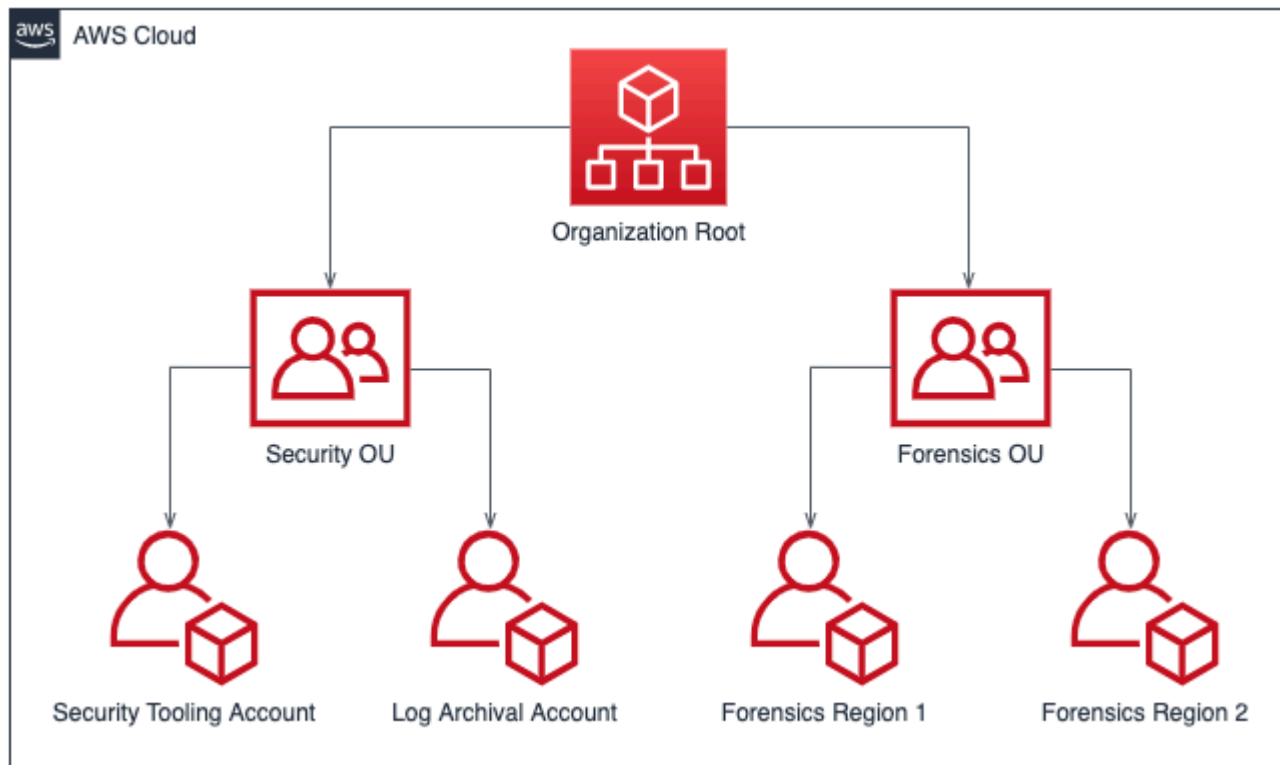 aws
AWS Cloud
Organization Root
Security OU
Forensics OU
Security Tooling Account
Log Archival Account
Forensics Region 1
Forensics Region 2